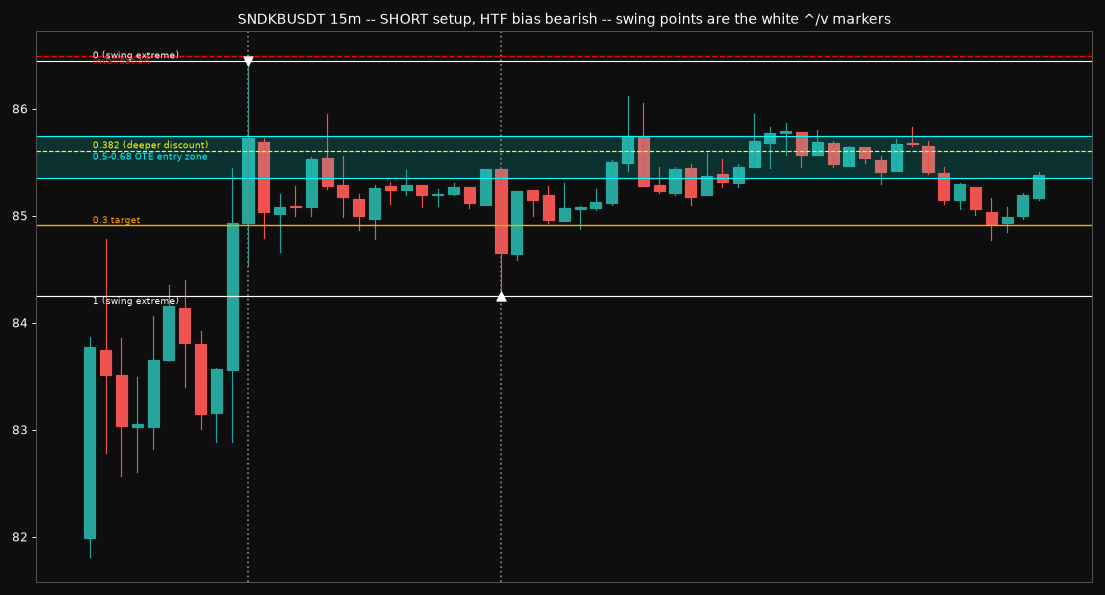 SNDKBUSDT 15m -- SHORT setup, HTF bias bearish -- swing points are the white ^/v markers
0 (swing extreme)
86
0.382 (deeper discount)
0.5-0.68 OTE entry zone
85
0.3 target
1 (swing extreme)
84
83
82